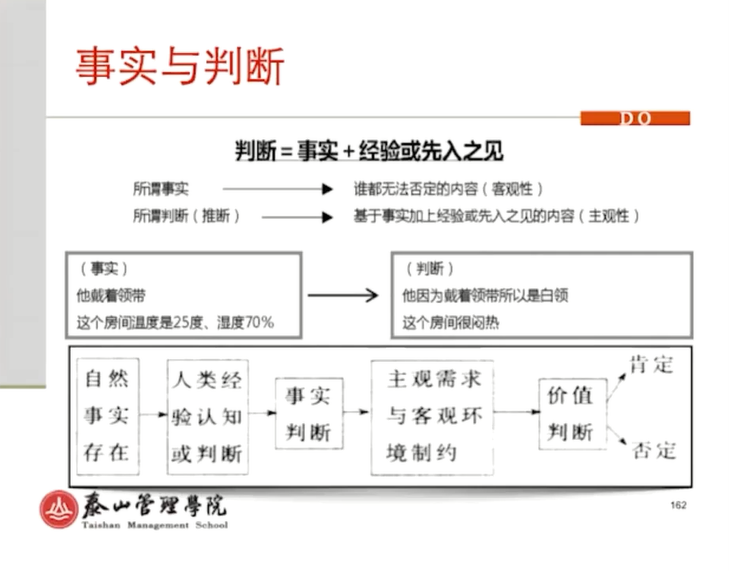 事实与判断
DO
判断＝事实＋经验或先入之见
所谓事实 谁都无法否定的内容（客观性）
所谓判断（推断） 基于事实加上经验或先入之见的内容（主观性）
（事实）
他戴着领带
这个房间温度是25度、湿度70%
（判断）
他因为戴着领带所以是白领
这个房间很闷热
自然
事实
存在
人类经
验认知
或判断
事实
判断
主观需求
与客观环
境制约
价值
判断
肯定
否定
泰山管理學院
Taishan Management School
162